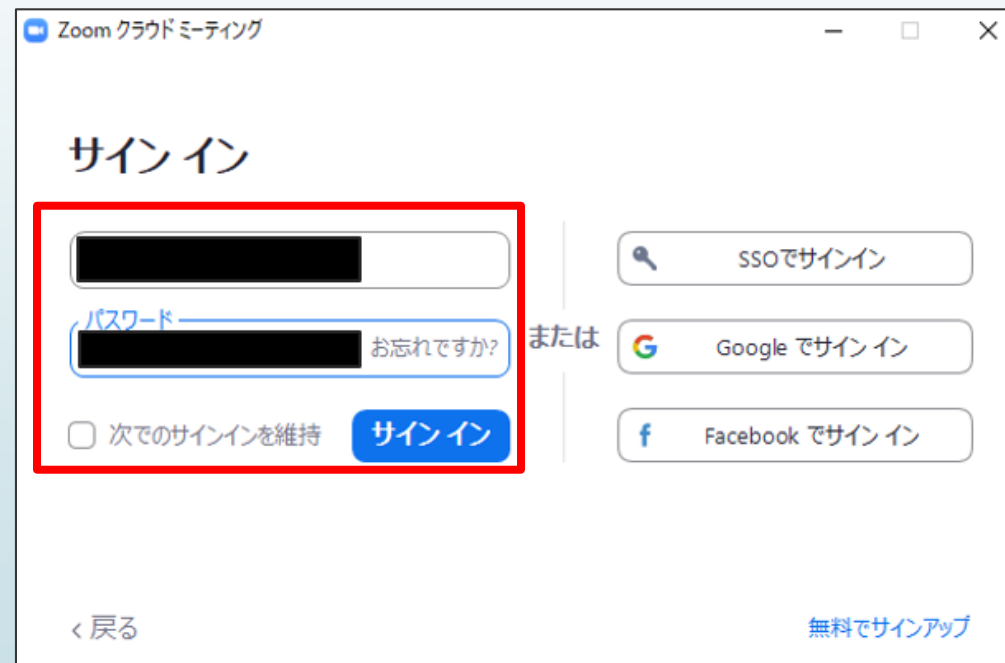 Zoom クラウド ミーティング
サイン イン
パスワード
お忘れですか?
次でのサインインを維持
サイン イン
または
SSOでサインイン
Google でサイン イン
Facebook でサイン イン
< 戻る
無料でサインアップ